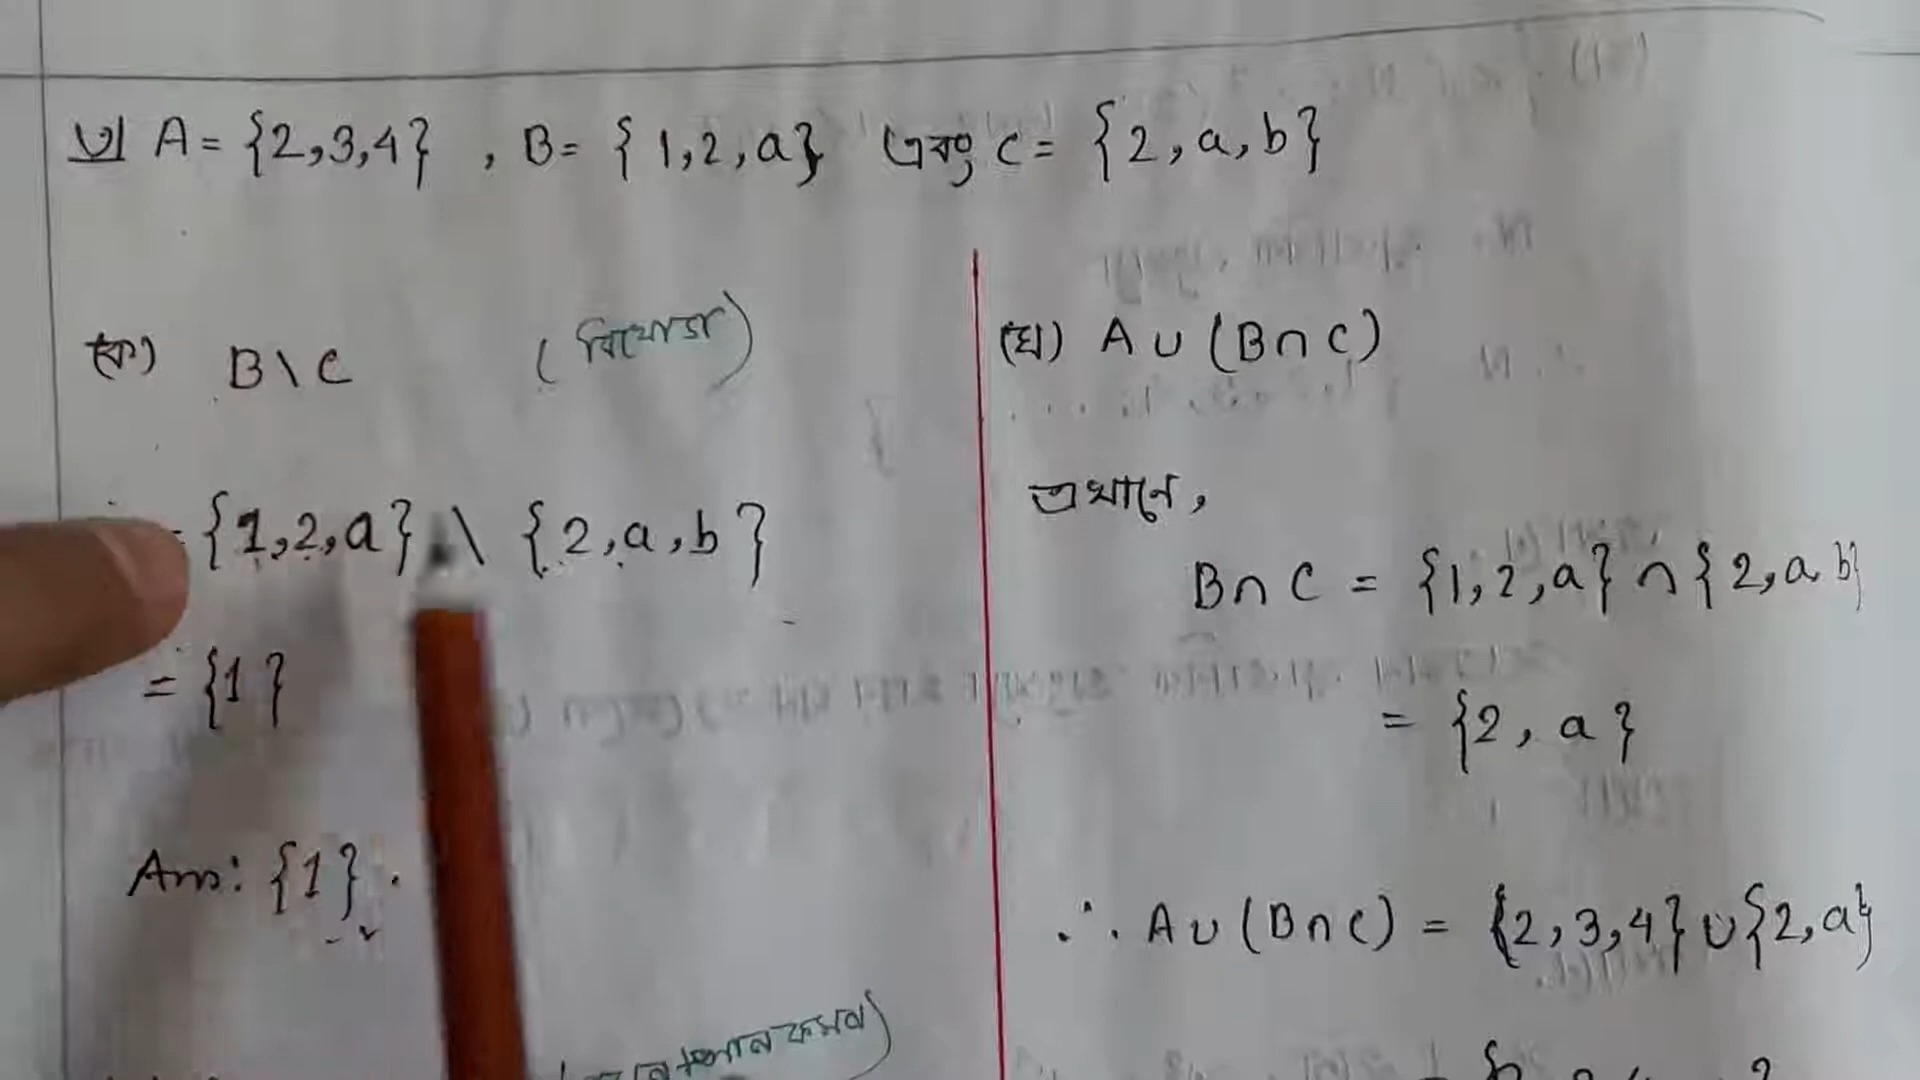 ৩| A = {2,3,4} , B = { 1,2,a} এবং C = {2,a,b}
(ক) B\C (বিয়োগ)
= {1,2,a} \ {2,a,b}
= {1}
Ans: {1}.
(ঘ) A∪(B∩C)
এখানে,
B∩C = {1,2,a} ∩ {2,a,b}
= {2, a}
∴ A∪(B∩C) = {2,3,4}∪{2,a}